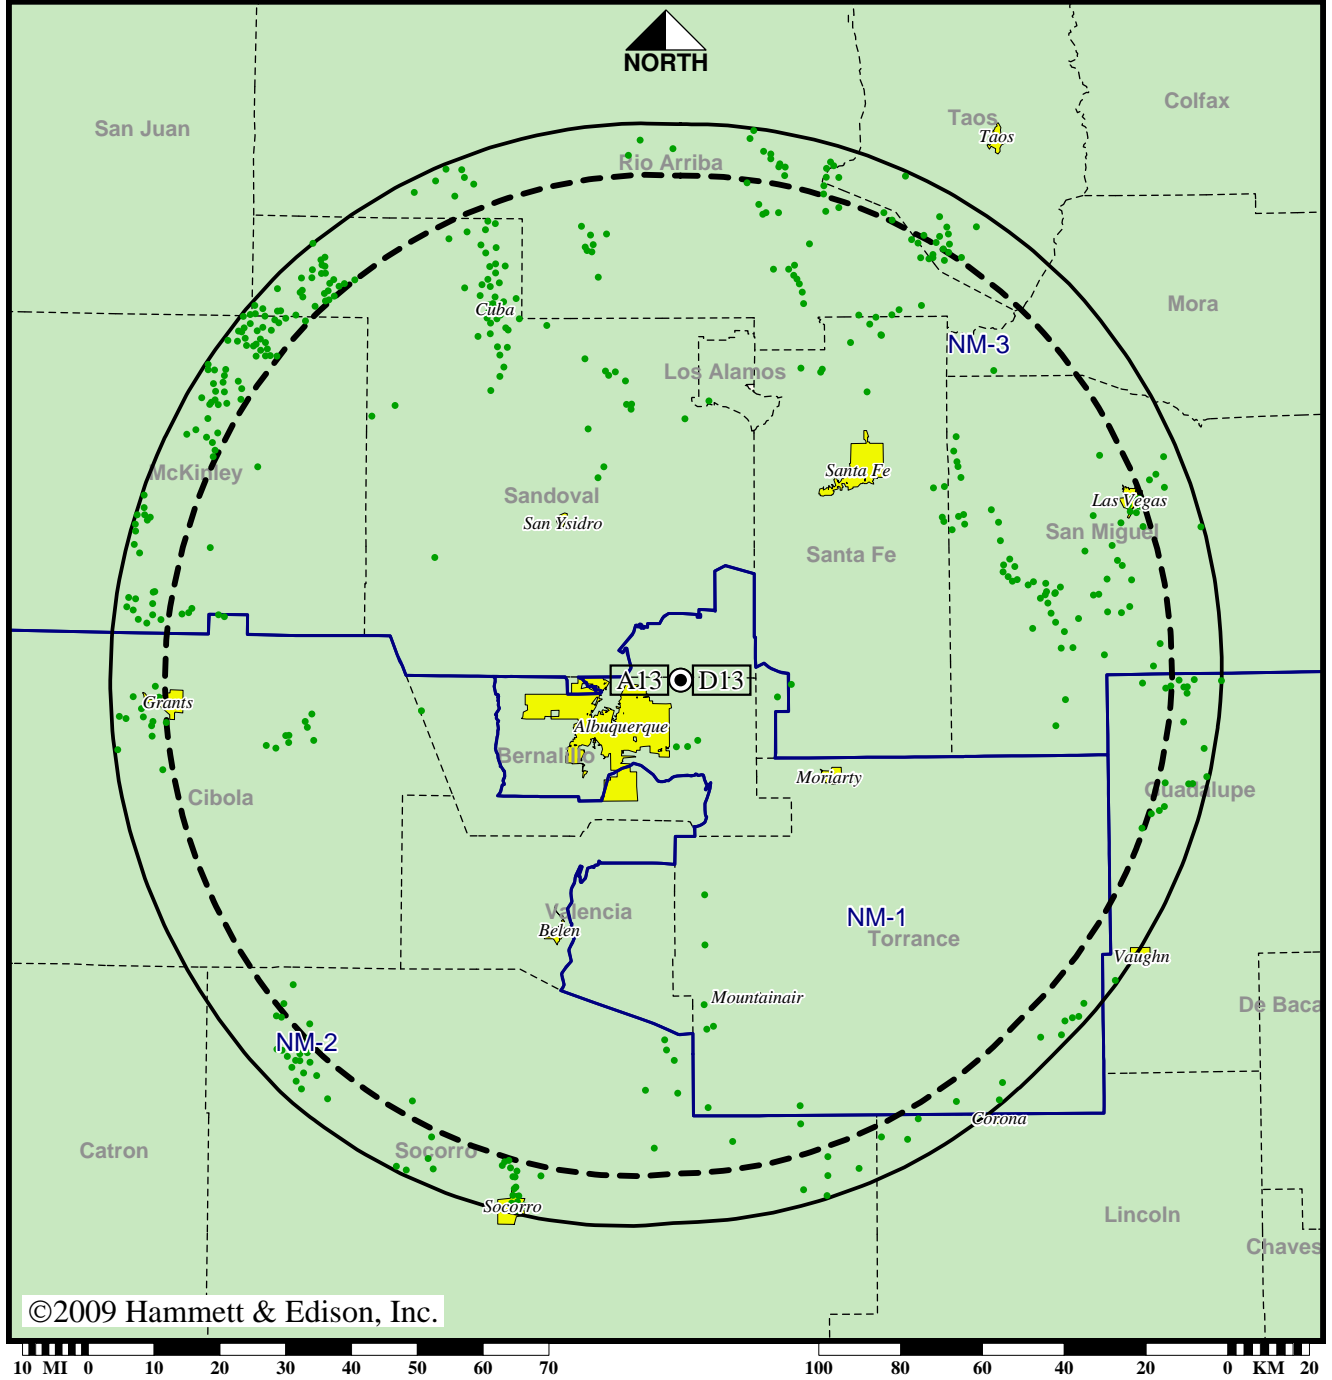 NORTH
San Juan
Colfax
Taos
Taos
Rio Arriba
Mora
Cuba
NM-3
Los Alamos
McKinley
Santa Fe
Sandoval
Las Vegas
San Ysidro
San Miguel
Santa Fe
A13
D13
Grants
Albuquerque
Bernalillo
Moriarty
Cibola
Guadalupe
Valencia
NM-1
Belen
Torrance
Vaughn
Mountainair
De Baca
NM-2
Corona
Catron
Socorro
Socorro
Lincoln
Chaves
©2009 Hammett & Edison, Inc.
10 MI 0 10 20 30 40 50 60 70 100 80 60 40 20 0 KM 20